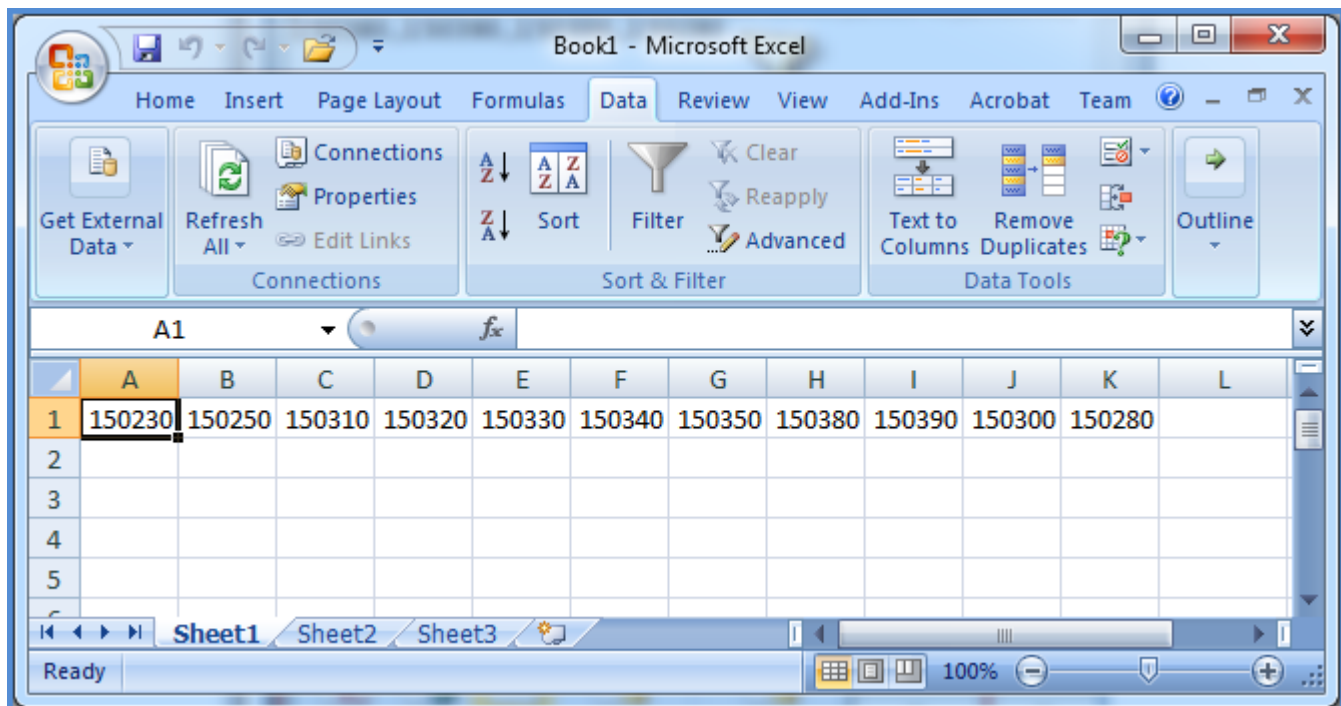 Book1 - Microsoft Excel
Home Insert Page Layout Formulas Data Review View Add-Ins Acrobat Team
Get External Data
Refresh All
Connections
Properties
Edit Links
Connections
Sort
Filter
Clear
Reapply
Advanced
Sort & Filter
Text to Columns
Remove Duplicates
Data Tools
Outline
A1 fx
A B C D E F G H I J K L
1 150230 150250 150310 150320 150330 150340 150350 150380 150390 150300 150280
2
3
4
5
Sheet1 Sheet2 Sheet3
Ready 100%